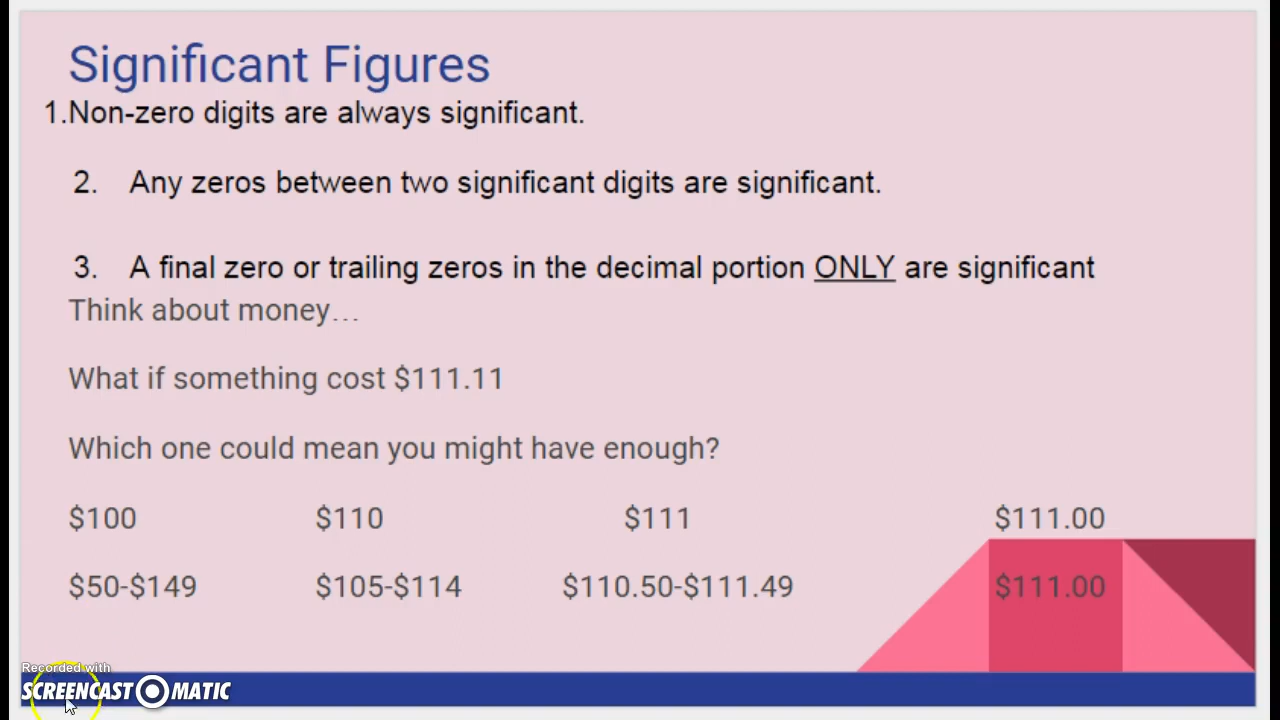 Significant Figures
1.Non-zero digits are always significant.
2. Any zeros between two significant digits are significant.
3. A final zero or trailing zeros in the decimal portion ONLY are significant
Think about money…
What if something cost $111.11
Which one could mean you might have enough?
$100 $110 $111 $111.00
$50-$149 $105-$114 $110.50-$111.49 $111.00
Recorded with
SCREENCAST MATIC